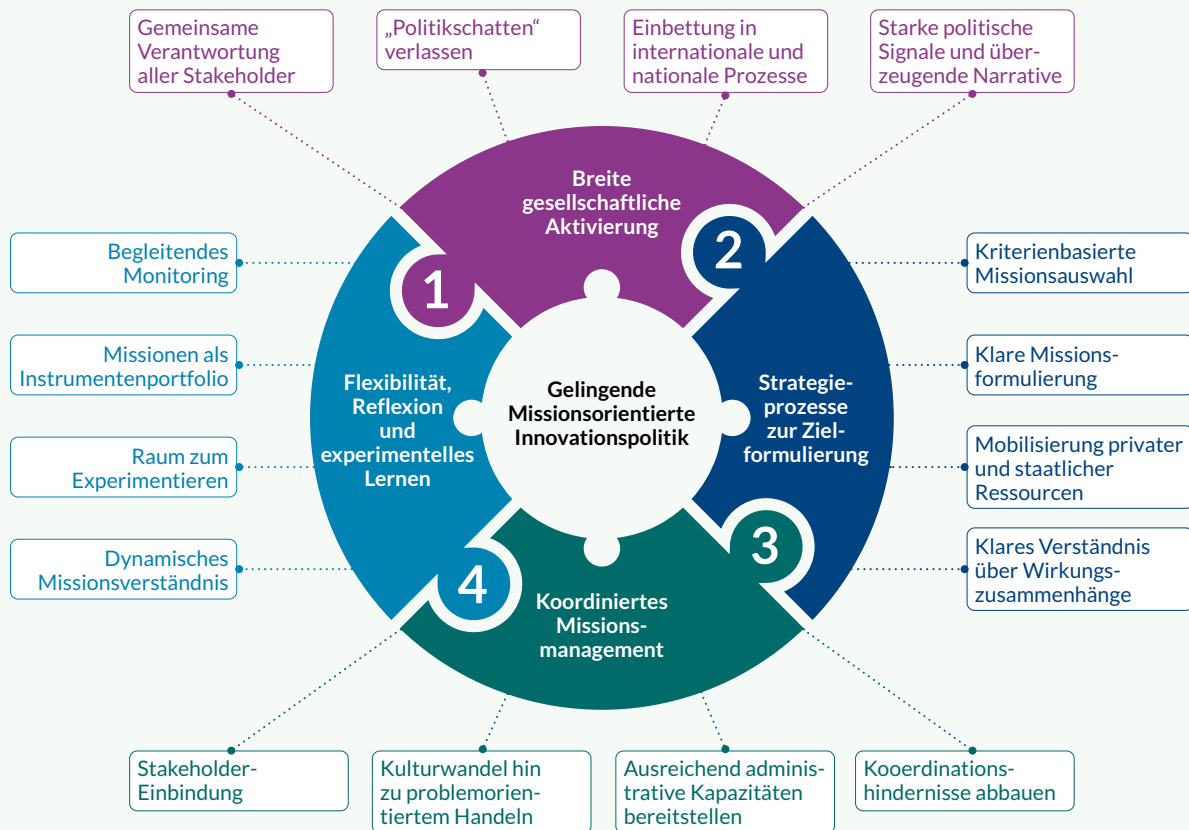 Gemeinsame
Verantwortung
aller Stakeholder
„Politikschatten“
verlassen
Einbettung in
internationale und
nationale Prozesse
Starke politische
Signale und über-
zeugende Narrative
Breite
gesellschaftliche
Aktivierung
1
2
Begleitendes
Monitoring
Missionen als
Instrumentenportfolio
Raum zum
Experimentieren
Dynamisches
Missionsverständnis
Flexibilität,
Reflexion
und
experimentelles
Lernen
Gelingende
Missionsorientierte
Innovationspolitik
Strategie-
prozesse
zur Ziel-
formulierung
Kriterienbasierte
Missionsauswahl
Klare Missions-
formulierung
Mobilisierung privater
und staatlicher
Ressourcen
Klares Verständnis
über Wirkungs-
zusammenhänge
3
4
Koordiniertes
Missions-
management
Stakeholder-
Einbindung
Kulturwandel hin
zu problemorien-
tiertem Handeln
Ausreichend adminis-
trative Kapazitäten
bereitstellen
Kooerdinations-
hindernisse abbauen